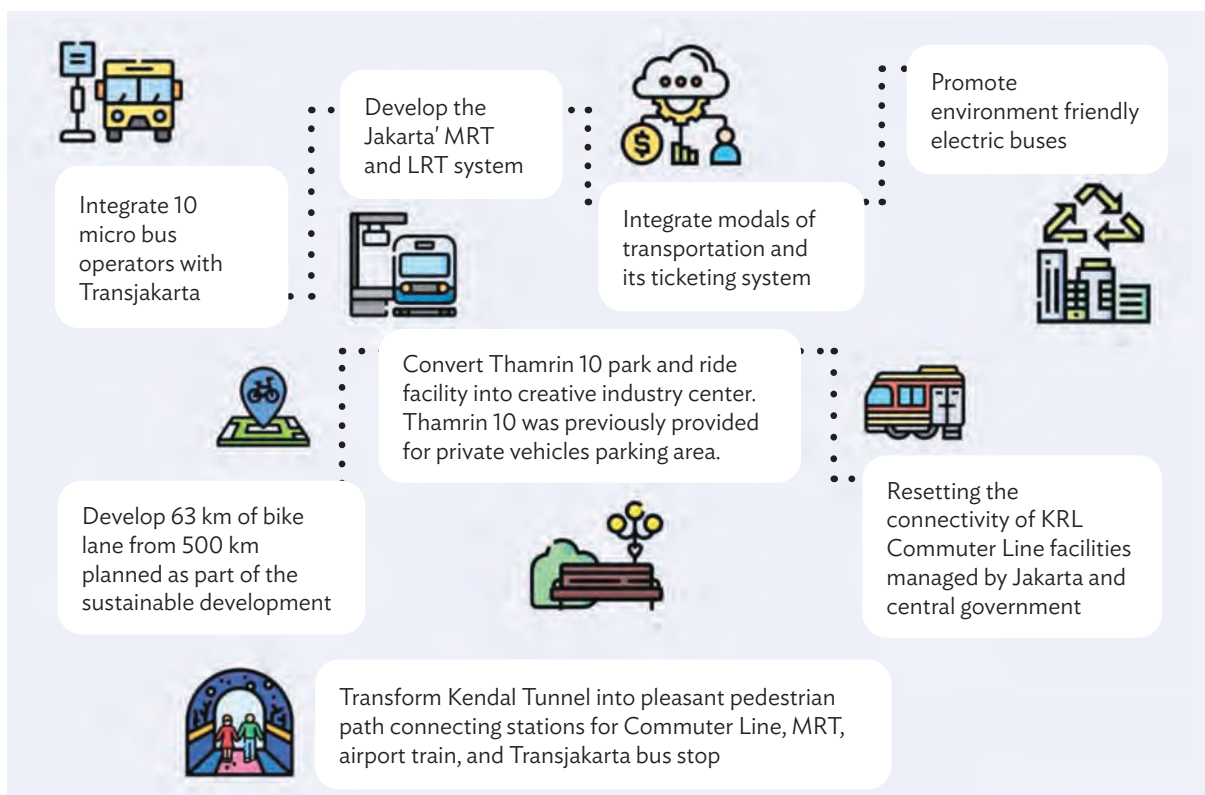 Integrate 10
micro bus
operators with
Transjakarta
Develop the
Jakarta' MRT
and LRT system
Integrate modals of
transportation and
its ticketing system
Promote
environment friendly
electric buses
Develop 63 km of bike
lane from 500 km
planned as part of the
sustainable development
Convert Thamrin 10 park and ride
facility into creative industry center.
Thamrin 10 was previously provided
for private vehicles parking area.
Resetting the
connectivity of KRL
Commuter Line facilities
managed by Jakarta and
central government
Transform Kendal Tunnel into pleasant pedestrian
path connecting stations for Commuter Line, MRT,
airport train, and Transjakarta bus stop